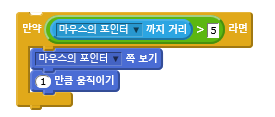 만약 마우스의 포인터 까지 거리 > 5 라면
마우스의 포인터 쪽 보기
1 만큼 움직이기